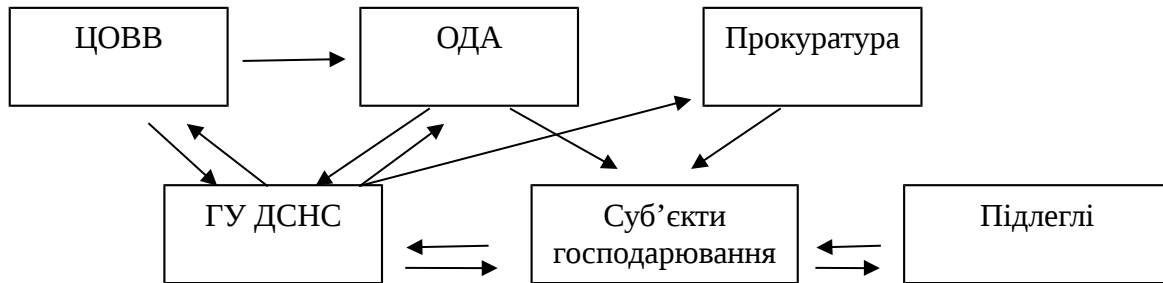 ЦОВВ
ОДА
Прокуратура
ГУ ДСНС
Суб’єкти
господарювання
Підлеглі